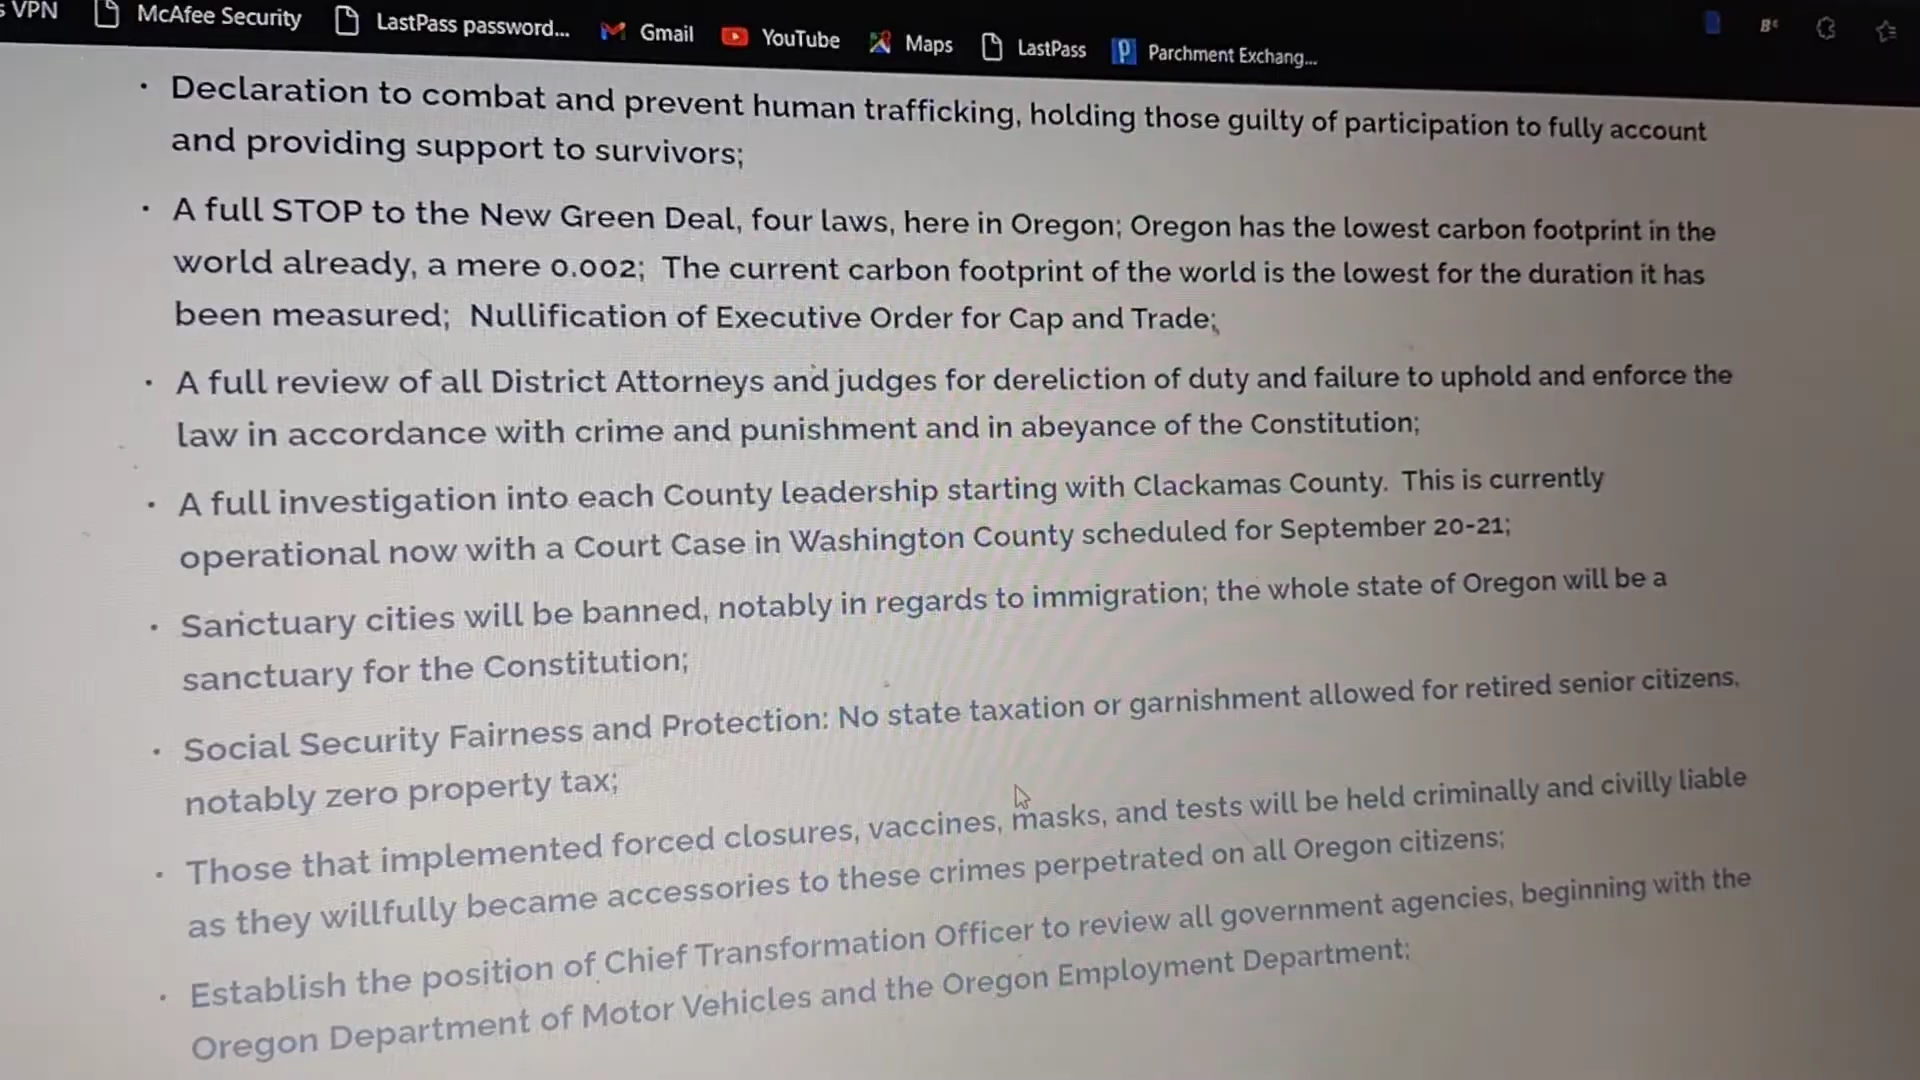 s VPN McAfee Security LastPass password... Gmail YouTube Maps LastPass Parchment Exchang...
· Declaration to combat and prevent human trafficking, holding those guilty of participation to fully account
and providing support to survivors;
· A full STOP to the New Green Deal, four laws, here in Oregon; Oregon has the lowest carbon footprint in the
world already, a mere 0.002; The current carbon footprint of the world is the lowest for the duration it has
been measured; Nullification of Executive Order for Cap and Trade;
· A full review of all District Attorneys and judges for dereliction of duty and failure to uphold and enforce the
law in accordance with crime and punishment and in abeyance of the Constitution;
· A full investigation into each County leadership starting with Clackamas County. This is currently
operational now with a Court Case in Washington County scheduled for September 20-21;
· Sanctuary cities will be banned, notably in regards to immigration; the whole state of Oregon will be a
sanctuary for the Constitution;
· Social Security Fairness and Protection: No state taxation or garnishment allowed for retired senior citizens,
notably zero property tax;
· Those that implemented forced closures, vaccines, masks, and tests will be held criminally and civilly liable
as they willfully became accessories to these crimes perpetrated on all Oregon citizens;
· Establish the position of Chief Transformation Officer to review all government agencies, beginning with the
Oregon Department of Motor Vehicles and the Oregon Employment Department;